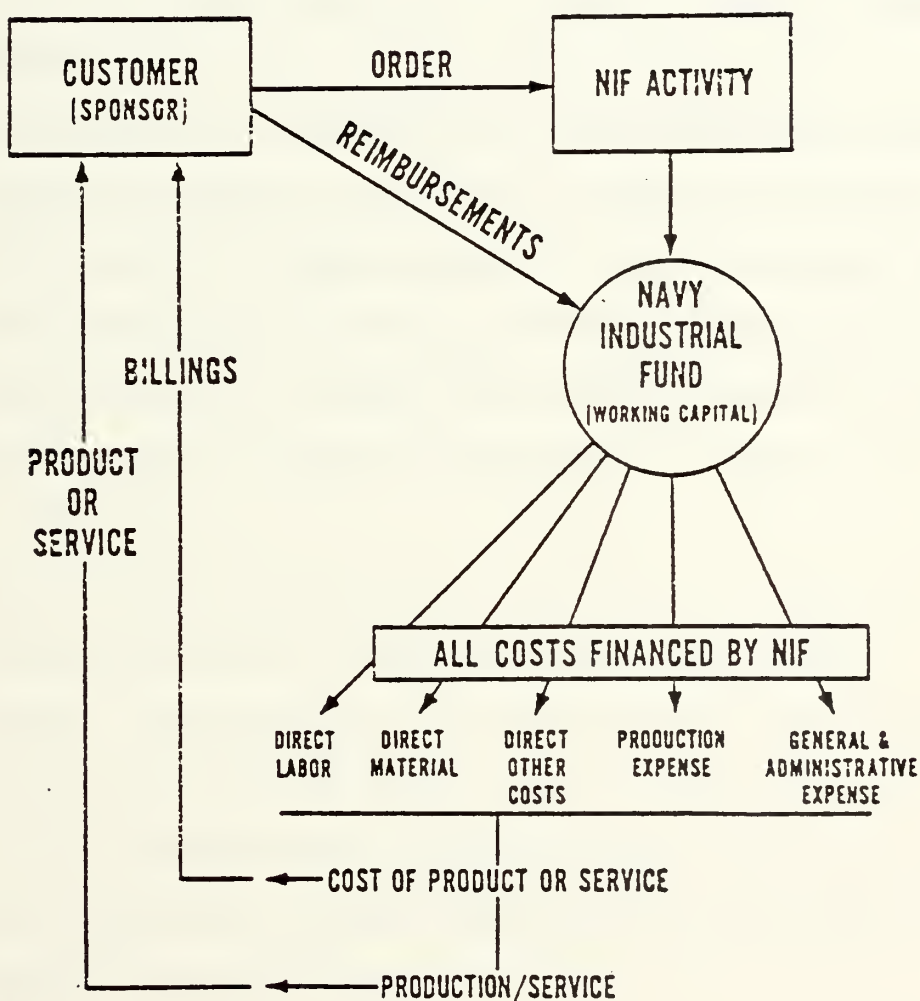 CUSTOMER
(SPONSOR)
ORDER
NIF ACTIVITY
REIMBURSEMENTS
NAVY
INDUSTRIAL
FUND
(WORKING CAPITAL)
BILLINGS
PRODUCT
OR
SERVICE
ALL COSTS FINANCED BY NIF
DIRECT
LABOR
DIRECT
MATERIAL
DIRECT
OTHER
COSTS
PRODUCTION
EXPENSE
GENERAL &
ADMINISTRATIVE
EXPENSE
COST OF PRODUCT OR SERVICE
PRODUCTION/SERVICE